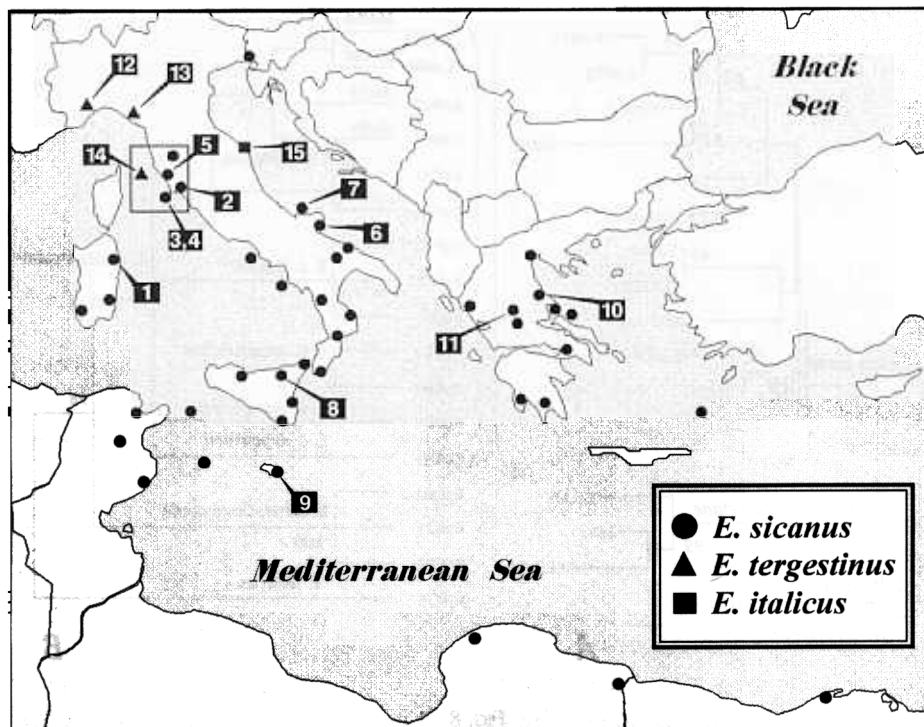 Black
Sea
12
13
14
5
15
2
7
3,4
6
1
10
11
8
9
E. sicanus
E. tergestinus
E. italicus
Mediterranean Sea